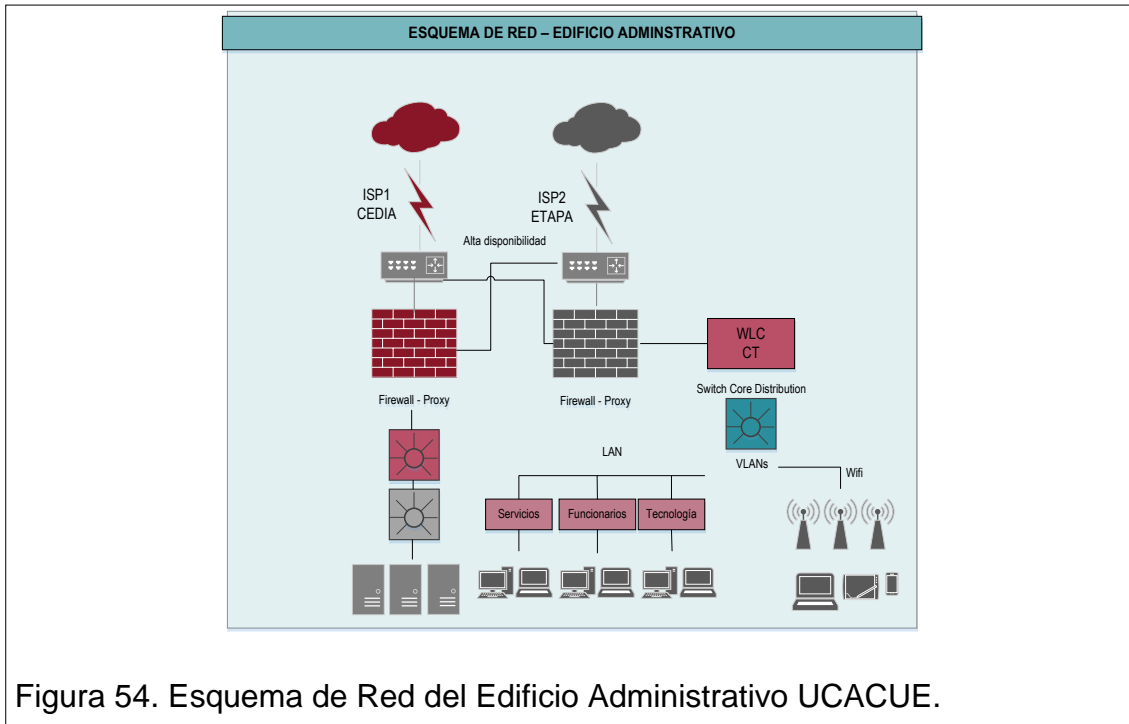 ESQUEMA DE RED – EDIFICIO ADMINSTRATIVO
ISP1
CEDIA
ISP2
ETAPA
Alta disponibilidad
WLC
CT
Firewall - Proxy
Firewall - Proxy
Switch Core Distribution
LAN
VLANs
Wifi
Servicios
Funcionarios
Tecnología
Figura 54. Esquema de Red del Edificio Administrativo UCACUE.